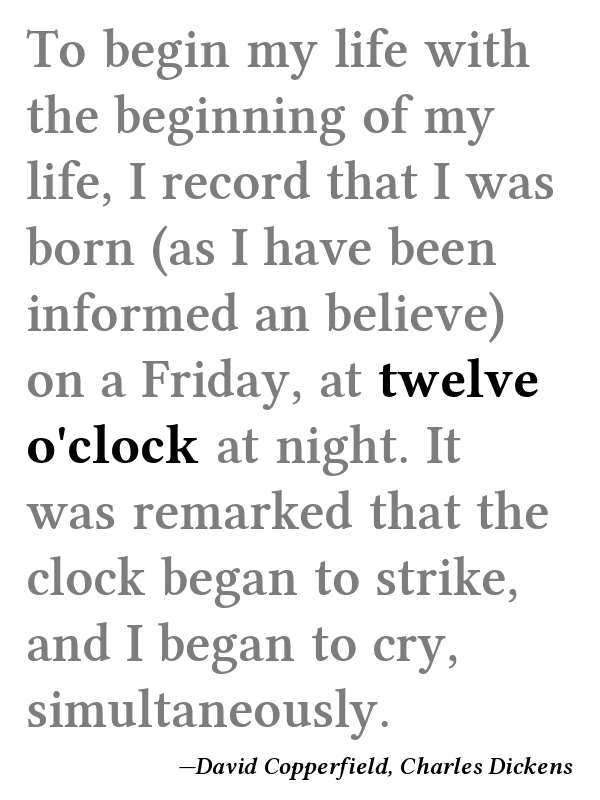 To begin my life with
the beginning of my
life, I record that I was
born (as I have been
informed an believe)
on a Friday, at twelve
o'clock at night. It
was remarked that the
clock began to strike,
and I began to cry,
simultaneously.
—David Copperfield, Charles Dickens